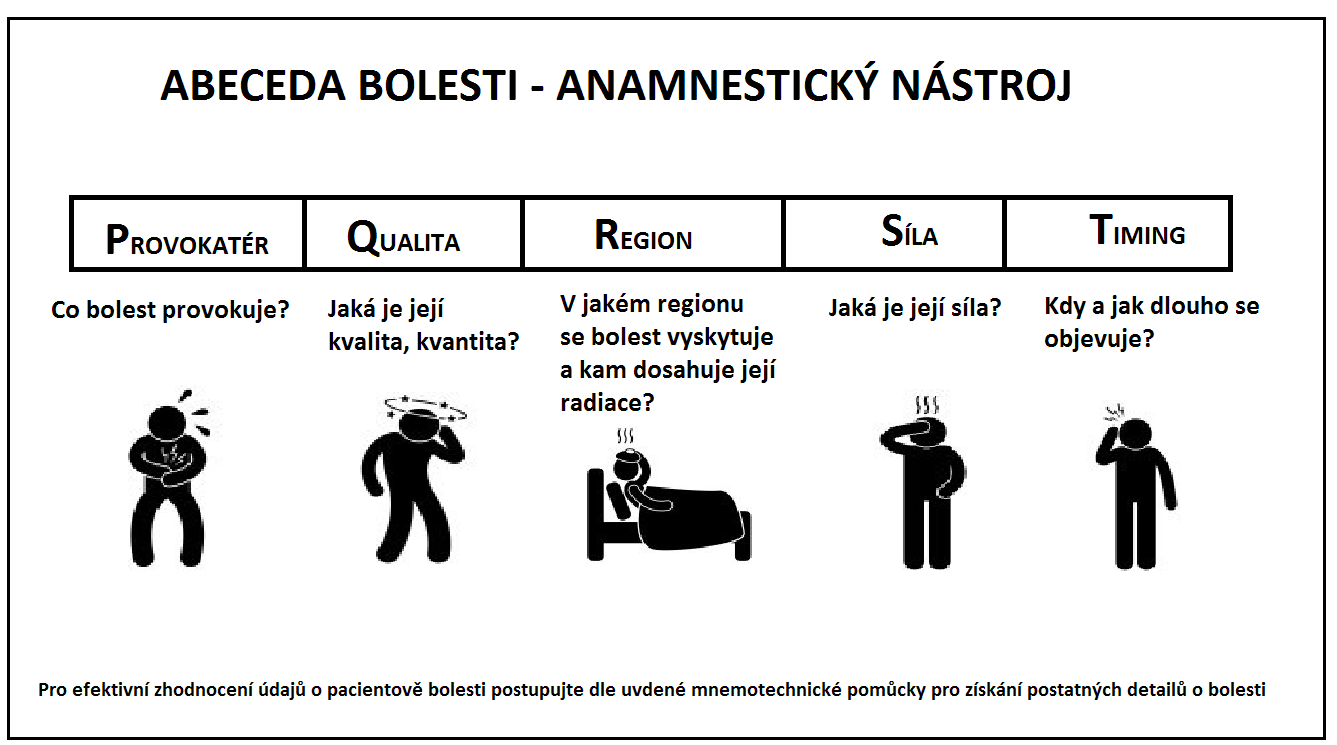 ABECEDA BOLESTI - ANAMNESTICKÝ NÁSTROJ
PROVOKATÉR
QUALITA
REGION
SÍLA
TIMING
Co bolest provokuje?
Jaká je její
kvalita, kvantita?
V jakém regionu
se bolest vyskytuje
a kam dosahuje její
radiace?
Jaká je její síla?
Kdy a jak dlouho se
objevuje?
Pro efektivní zhodnocení údajů o pacientově bolesti postupujte dle uvedené mnemotechnické pomůcky pro získání postatných detailů o bolesti